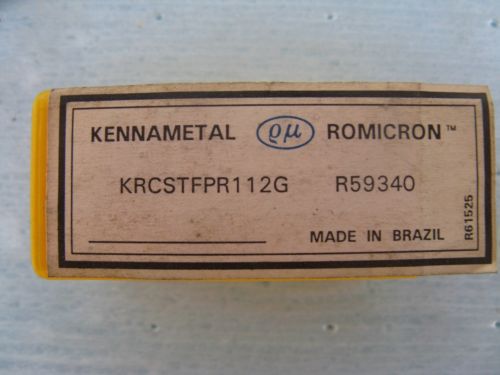 KENNAMETAL ϱμ ROMICRON™
KRCSTFPR112G R59340
MADE IN BRAZIL
R61525